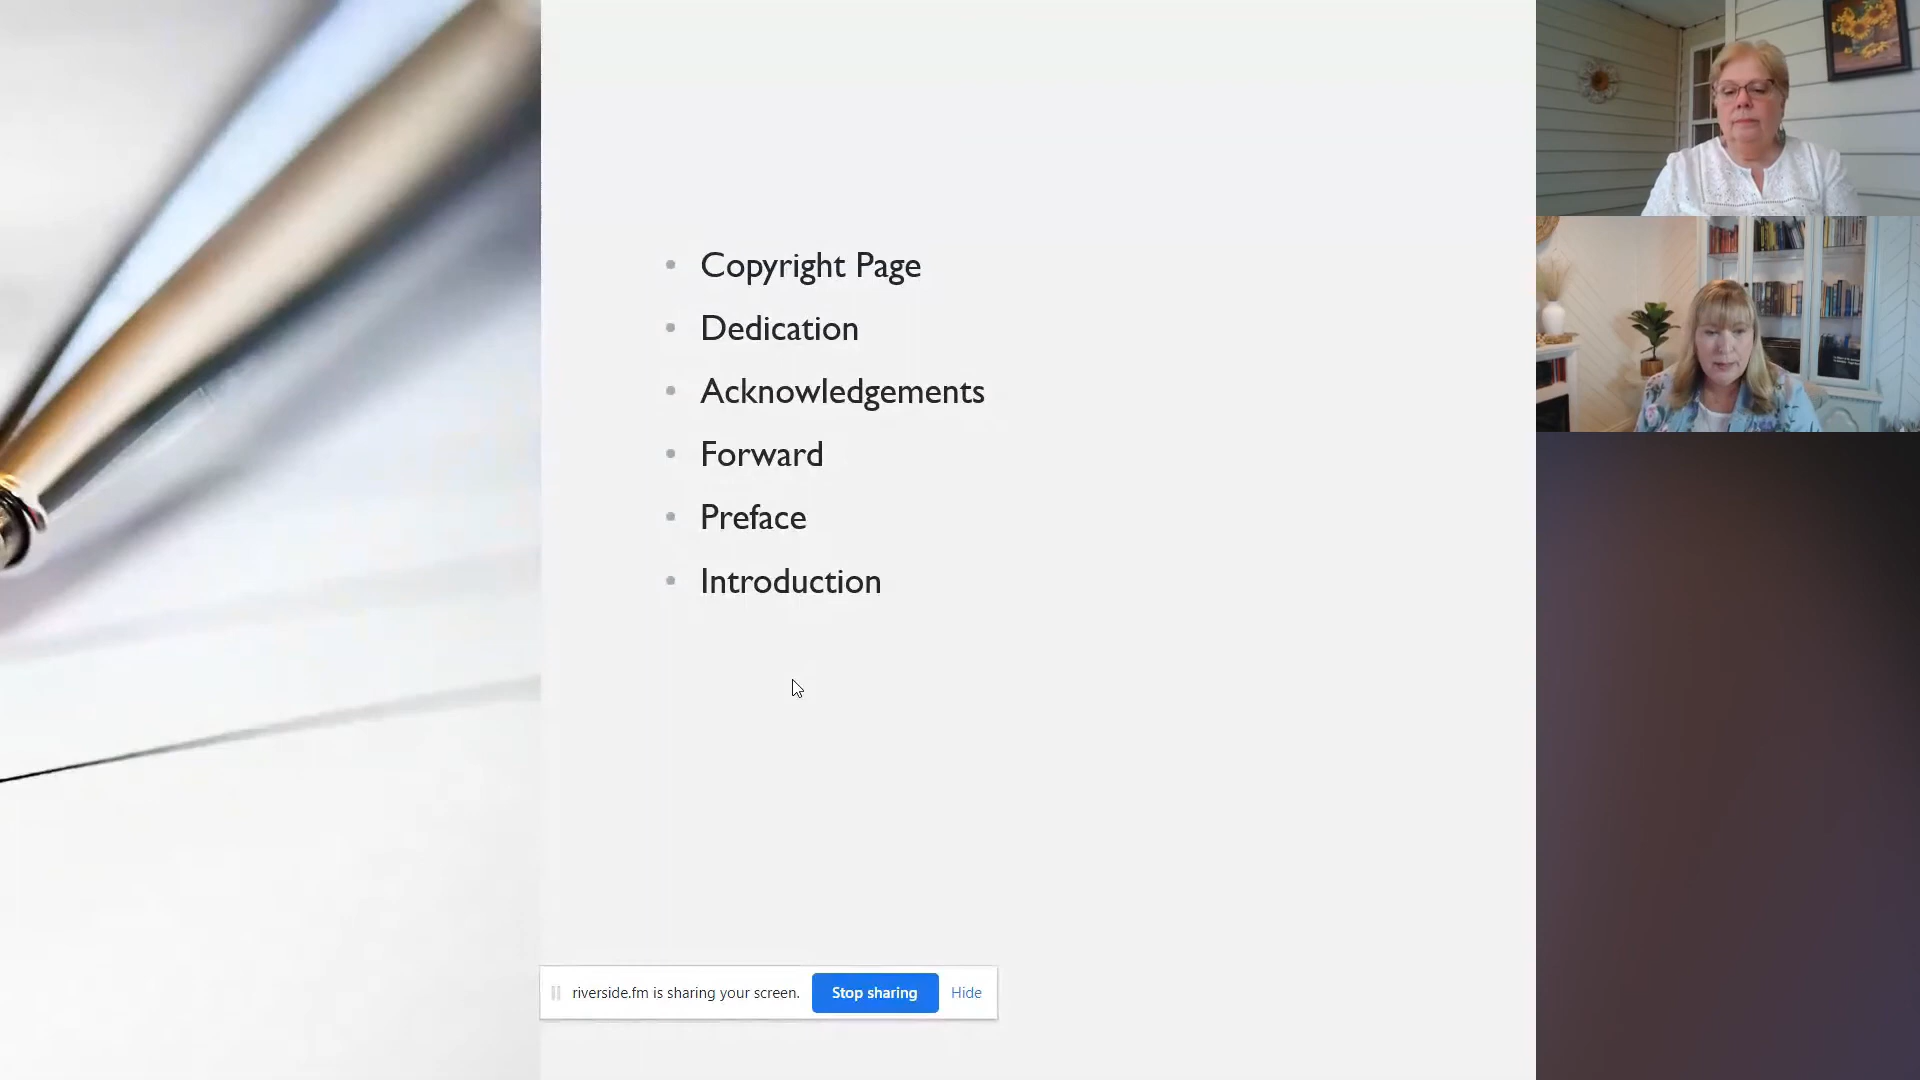 Copyright Page
Dedication
Acknowledgements
Forward
Preface
Introduction
riverside.fm is sharing your screen. Stop sharing Hide